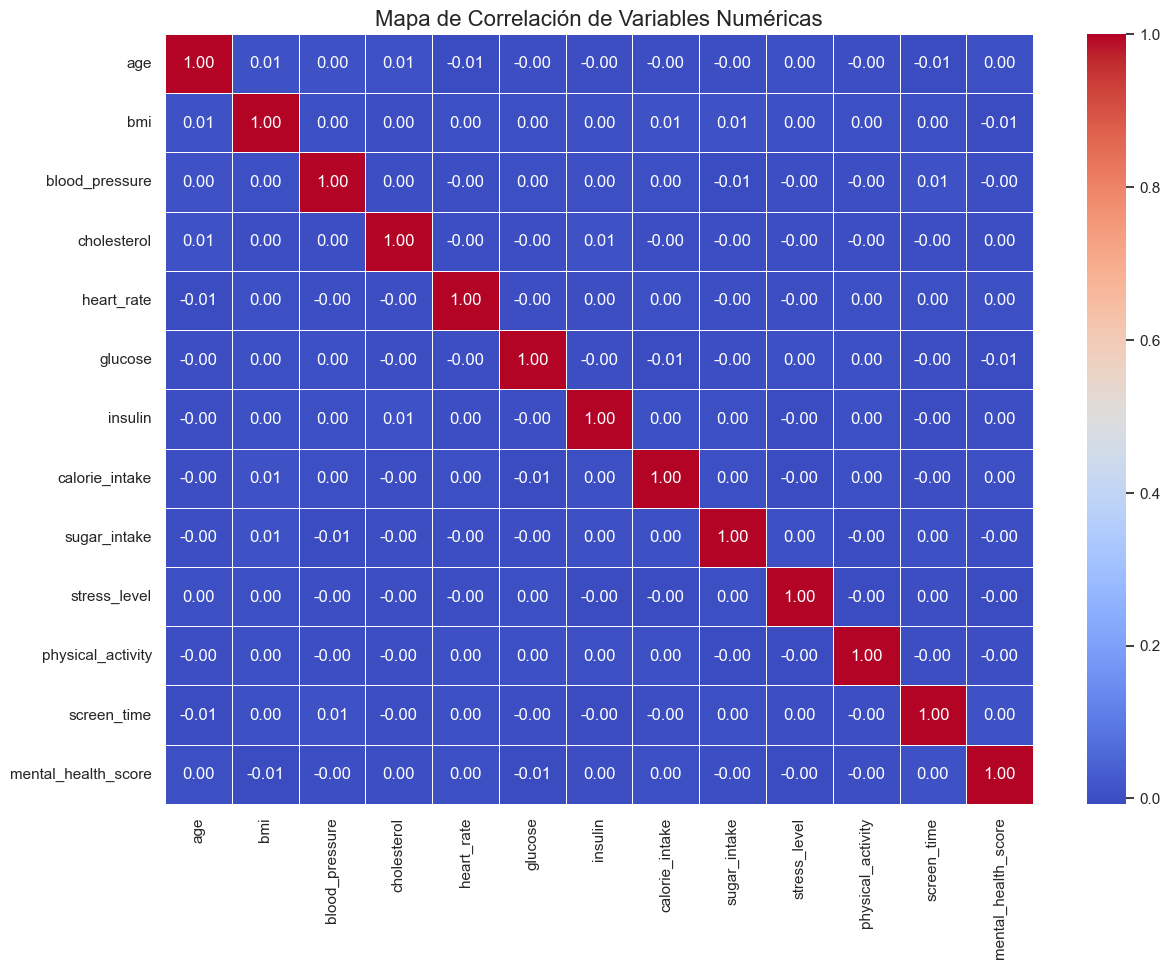 Mapa de Correlación de Variables Numéricas
age 1.00 0.01 0.00 0.01 -0.01 -0.00 -0.00 -0.00 -0.00 0.00 -0.00 -0.01 0.00
bmi 0.01 1.00 0.00 0.00 0.00 0.00 0.00 0.01 0.01 0.00 0.00 0.00 -0.01
blood_pressure 0.00 0.00 1.00 0.00 -0.00 0.00 0.00 0.00 -0.01 -0.00 -0.00 0.01 -0.00
cholesterol 0.01 0.00 0.00 1.00 -0.00 -0.00 0.01 -0.00 -0.00 0.00 -0.00 -0.00 0.00
heart_rate -0.01 0.00 -0.00 -0.00 1.00 -0.00 0.00 0.00 -0.00 -0.00 0.00 0.00 0.00
glucose -0.00 0.00 0.00 -0.00 -0.00 1.00 -0.00 -0.01 -0.00 0.00 0.00 -0.00 -0.01
insulin -0.00 0.00 0.00 0.01 0.00 -0.00 1.00 0.00 0.00 -0.00 0.00 -0.00 0.00
calorie_intake -0.00 0.01 0.00 -0.00 0.00 -0.01 0.00 1.00 0.00 -0.00 0.00 -0.00 0.00
sugar_intake -0.00 0.01 -0.01 -0.00 -0.00 -0.00 0.00 0.00 1.00 0.00 -0.00 0.00 -0.00
stress_level 0.00 0.00 -0.00 0.00 -0.00 0.00 -0.00 -0.00 0.00 1.00 -0.00 0.00 -0.00
physical_activity -0.00 0.00 -0.00 -0.00 0.00 0.00 0.00 0.00 -0.00 -0.00 1.00 -0.00 -0.00
screen_time -0.01 0.00 0.01 -0.00 0.00 -0.00 -0.00 -0.00 0.00 0.00 -0.00 1.00 0.00
mental_health_score 0.00 -0.01 -0.00 0.00 0.00 -0.01 0.00 0.00 -0.00 -0.00 -0.00 0.00 1.00
age
bmi
blood_pressure
cholesterol
heart_rate
glucose
insulin
calorie_intake
sugar_intake
stress_level
physical_activity
screen_time
mental_health_score
1.0
0.8
0.6
0.4
0.2
0.0